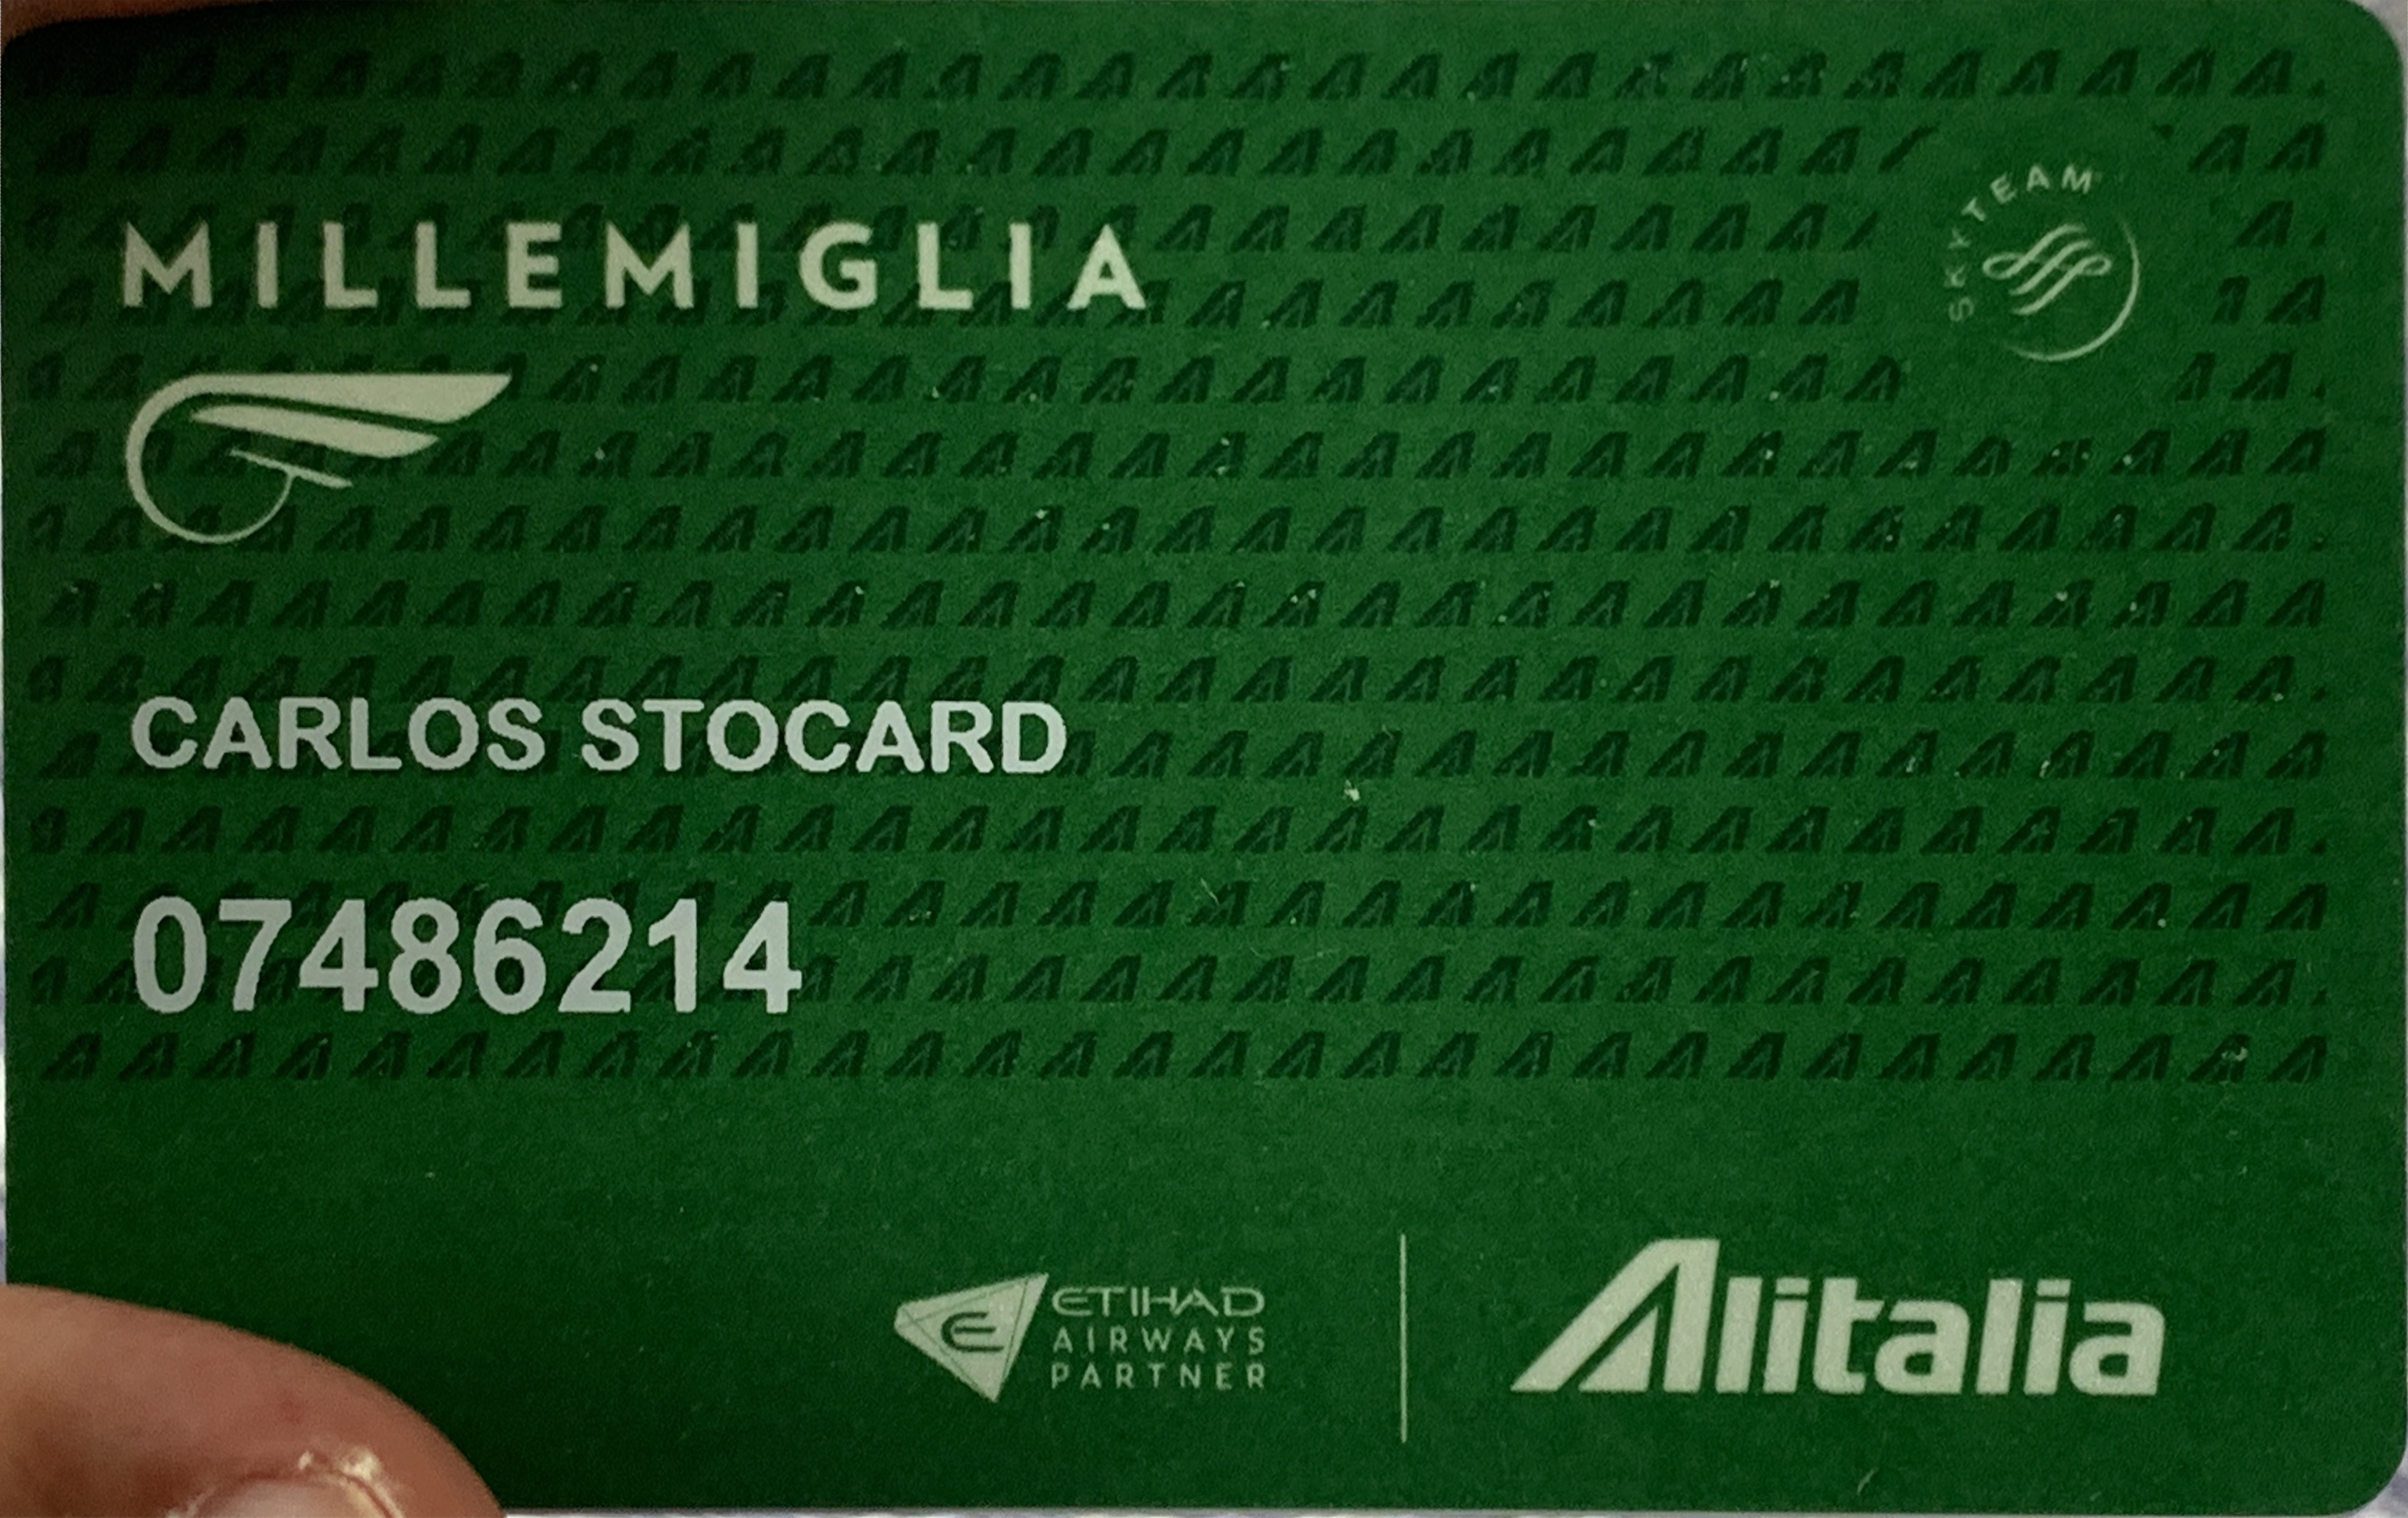 MILLEMIGLIA
SKYTEAM
CARLOS STOCARD
07486214
ETIHAD
AIRWAYS
PARTNER
Alitalia